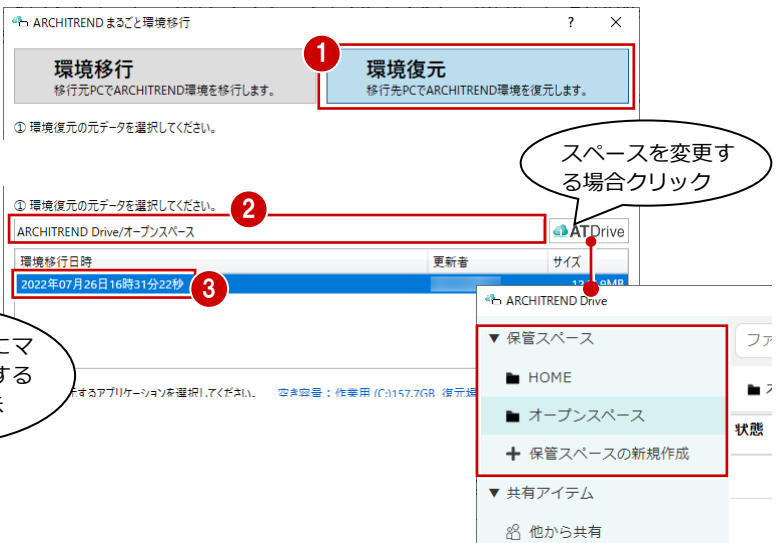 ARCHITREND まるごと環境移行
? ×
1
環境移行
移行元PCでARCHITREND環境を移行します。
環境復元
移行先PCでARCHITREND環境を復元します。
① 環境復元の元データを選択してください。
スペースを変更す
る場合クリック
① 環境復元の元データを選択してください。
2
ARCHITREND Drive/オープンスペース
ATDrive
環境移行日時 更新者 サイズ
2022年07月26日16時31分22秒
3
ARCHITREND Drive
▼ 保管スペース
HOME
オープンスペース
+ 保管スペースの新規作成
▼ 共有アイテム
他から共有
状態
にマ
する
するアプリケーションを選択してください。 空き容量:作業用 (C:)157.7GB 復元